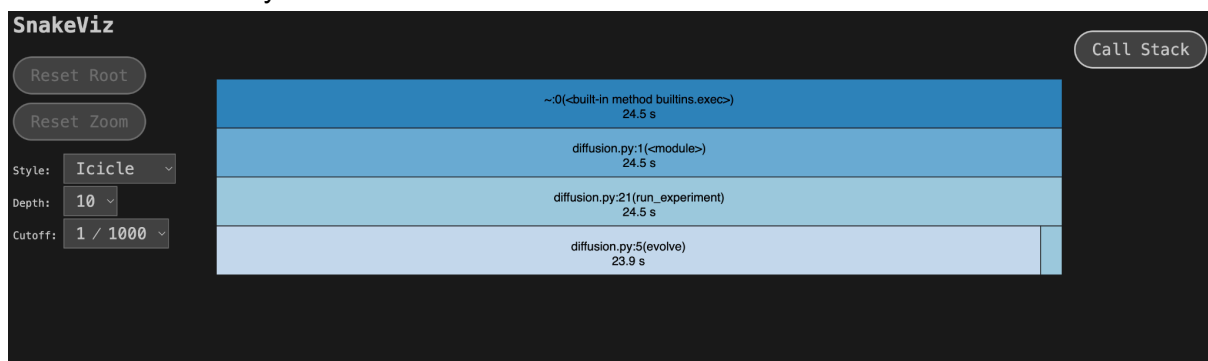 SnakeViz
Call Stack
Reset Root
Reset Zoom
Style: Icicle
Depth: 10
Cutoff: 1 / 1000
~:0(<built-in method builtins.exec>)
24.5 s
diffusion.py:1(<module>)
24.5 s
diffusion.py:21(run_experiment)
24.5 s
diffusion.py:5(evolve)
23.9 s